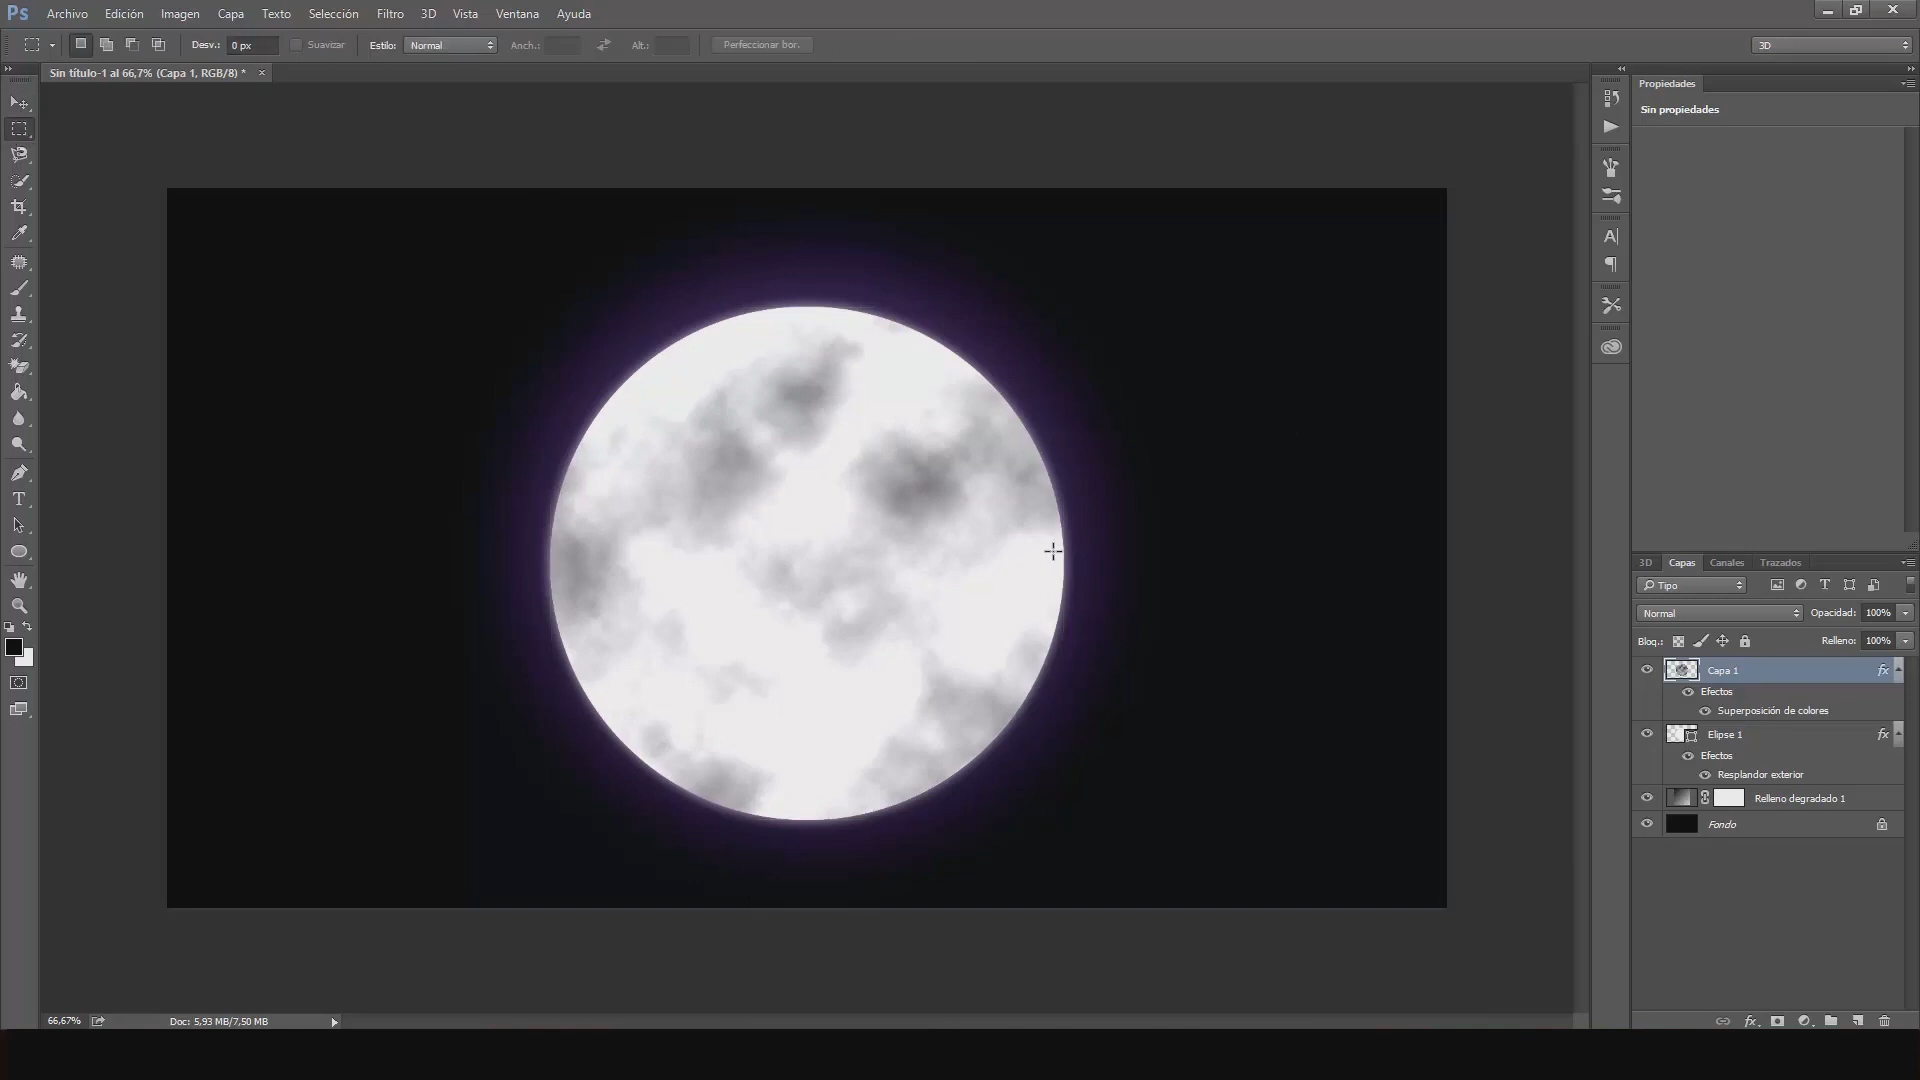 Ps Archivo Edición Imagen Capa Texto Selección Filtro 3D Vista Ventana Ayuda
Desv.: 0 px Suavizar Estilo: Normal Anch.: Alt.: Perfeccionar bor. 3D
Sin título-1 al 66,7% (Capa 1, RGB/8) *
Propiedades
Sin propiedades
3D Capas Canales Trazados
Tipo
Normal Opacidad: 100%
Bloq.: Relleno: 100%
Capa 1 fx
Efectos
Superposición de colores
Elipse 1 fx
Efectos
Resplandor exterior
Relleno degradado 1
Fondo
66,67% Doc: 5,93 MB/7,50 MB
fx